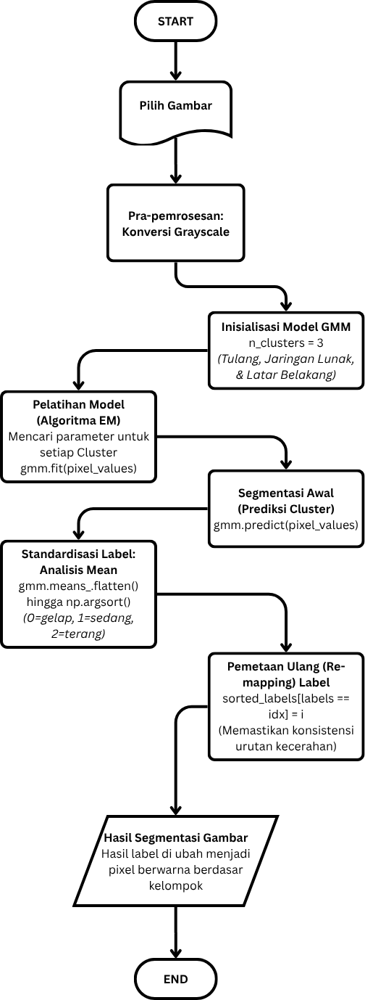 START
Pilih Gambar
Pra-pemrosesan:
Konversi Grayscale
Inisialisasi Model GMM
n_clusters = 3
(Tulang, Jaringan Lunak,
& Latar Belakang)
Pelatihan Model
(Algoritma EM)
Mencari parameter untuk
setiap Cluster
gmm.fit(pixel_values)
Segmentasi Awal
(Prediksi Cluster)
gmm.predict(pixel_values)
Standardisasi Label:
Analisis Mean
gmm.means_.flatten()
hingga np.argsort()
(0=gelap, 1=sedang,
2=terang)
Pemetaan Ulang (Re-
mapping) Label
sorted_labels[labels ==
idx] = i
(Memastikan konsistensi
urutan kecerahan)
Hasil Segmentasi Gambar
Hasil label di ubah menjadi
pixel berwarna berdasar
kelompok
END